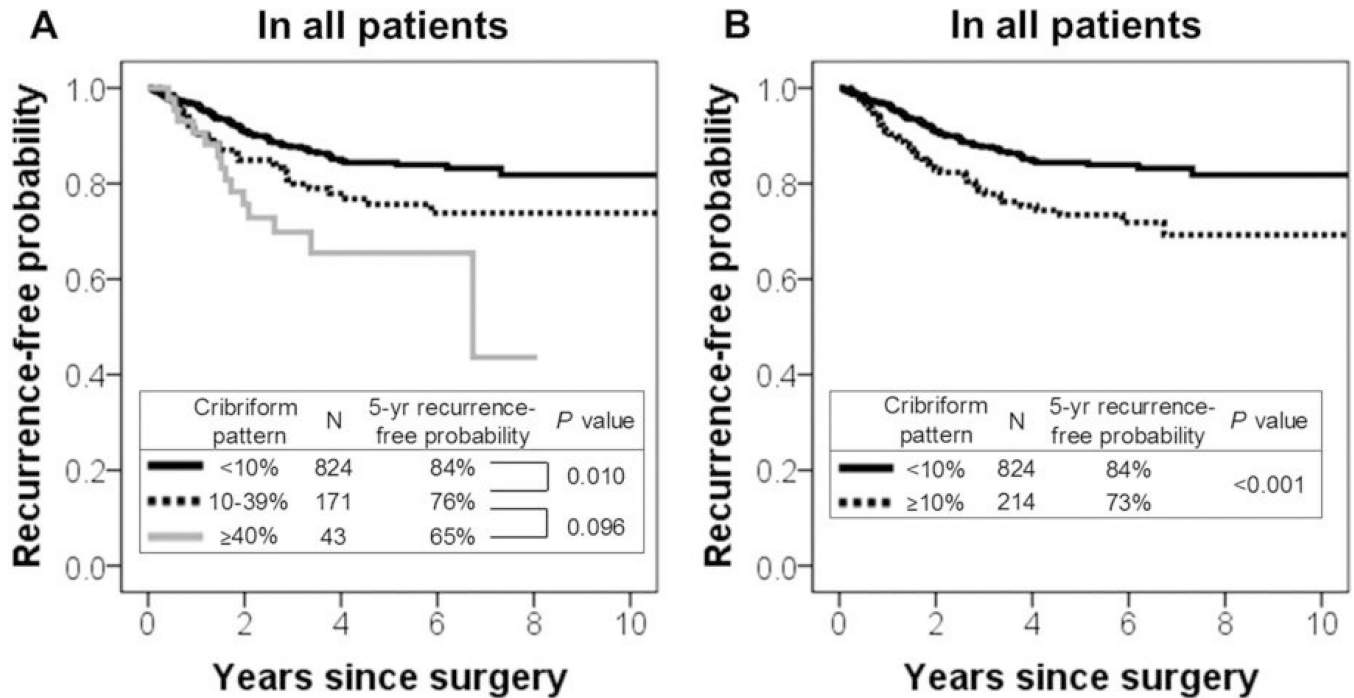 A
In all patients
Recurrence-free probability
1.0
0.8
0.6
0.4
0.2
0.0
Cribriform pattern N 5-yr recurrence-free probability P value
<10% 824 84%
0.010
10-39% 171 76%
0.096
≥40% 43 65%
0 2 4 6 8 10
Years since surgery
B
In all patients
Recurrence-free probability
1.0
0.8
0.6
0.4
0.2
0.0
Cribriform pattern N 5-yr recurrence-free probability P value
<10% 824 84%
<0.001
≥10% 214 73%
0 2 4 6 8 10
Years since surgery